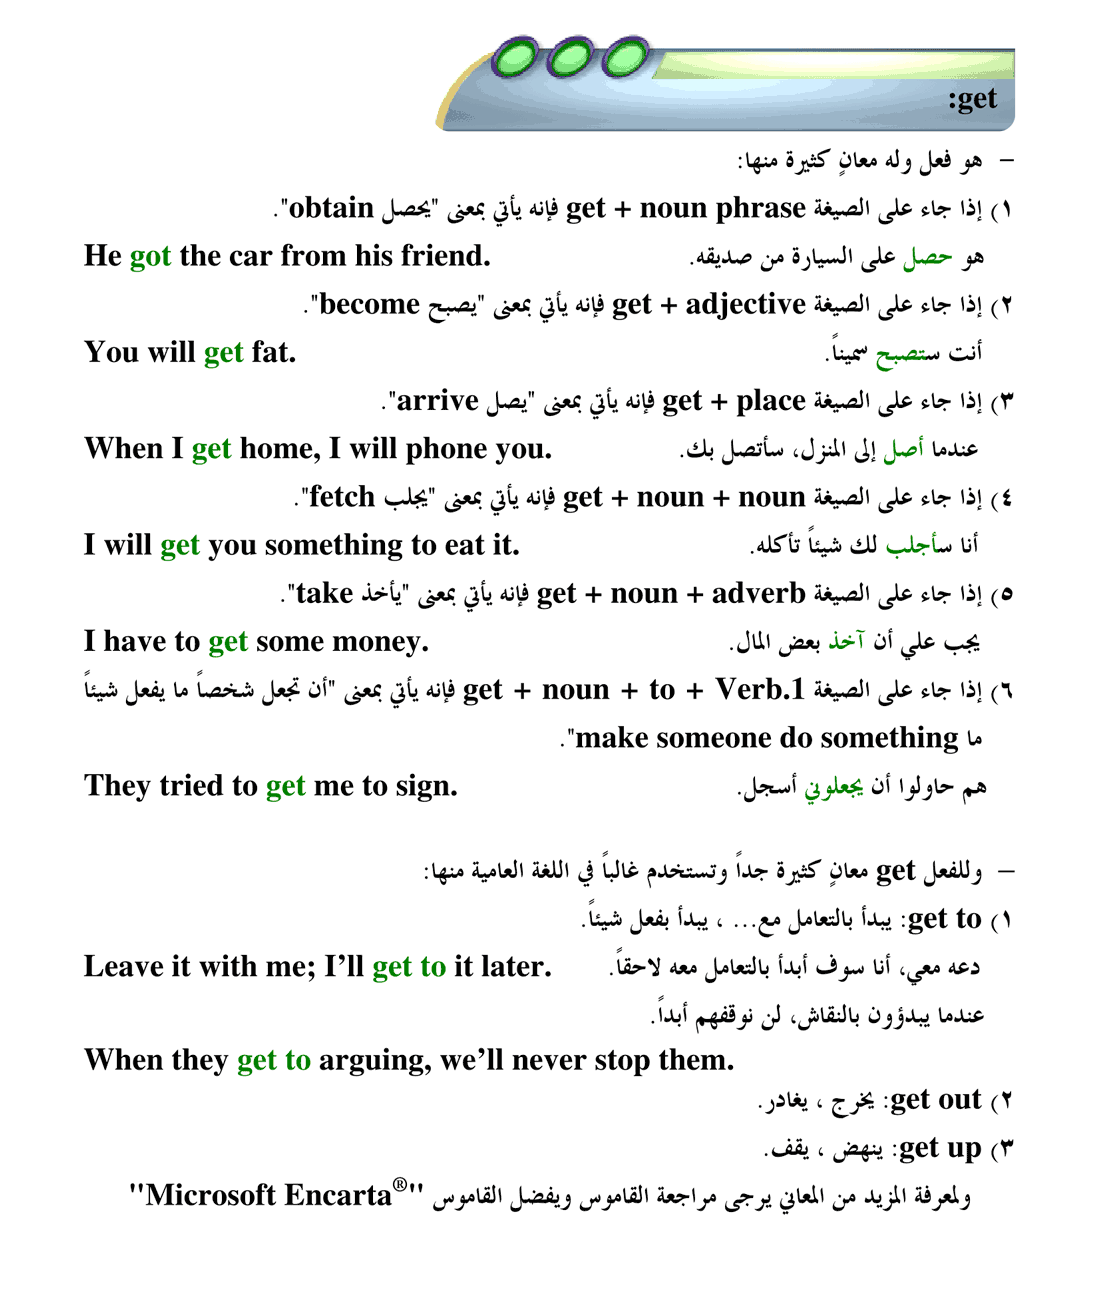 get:
– هو فعل وله معانٍ كثيرة منها:
١) إذا جاء على الصيغة get + noun phrase فإنه يأتي بمعنى "يحصل obtain".
هو حصل على السيارة من صديقه. He got the car from his friend.
٢) إذا جاء على الصيغة get + adjective فإنه يأتي بمعنى "يصبح become".
أنت ستصبح سميناً. You will get fat.
٣) إذا جاء على الصيغة get + place فإنه يأتي بمعنى "يصل arrive".
عندما أصل إلى المنزل، سأتصل بك. When I get home, I will phone you.
٤) إذا جاء على الصيغة get + noun + noun فإنه يأتي بمعنى "يجلب fetch".
أنا سأجلب لك شيئاً تأكله. I will get you something to eat it.
٥) إذا جاء على الصيغة get + noun + adverb فإنه يأتي بمعنى "يأخذ take".
يجب علي أن آخذ بعض المال. I have to get some money.
٦) إذا جاء على الصيغة get + noun + to + Verb.1 فإنه يأتي بمعنى "أن تجعل شخصاً ما يفعل شيئاً
ما make someone do something".
هم حاولوا أن يجعلوني أسجل. They tried to get me to sign.
– وللفعل get معانٍ كثيرة جداً وتستخدم غالباً في اللغة العامية منها:
١) get to: يبدأ بالتعامل مع... ، يبدأ بفعل شيئاً.
دعه معي، أنا سوف أبدأ بالتعامل معه لاحقاً. Leave it with me; I’ll get to it later.
عندما يبدؤون بالنقاش، لن نوقفهم أبداً.
When they get to arguing, we’ll never stop them.
٢) get out: يخرج ، يغادر.
٣) get up: ينهض ، يقف.
ولمعرفة المزيد من المعاني يرجى مراجعة القاموس ويفضل القاموس "Microsoft Encarta®"